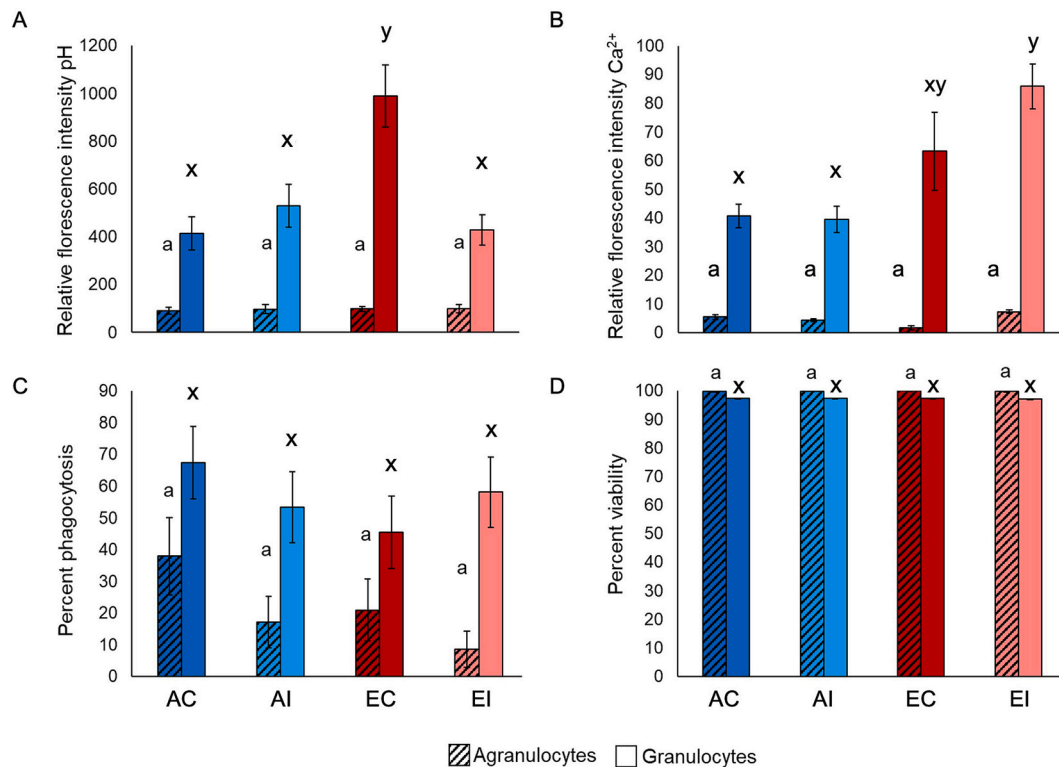 A
Relative florescence intensity pH
1200
1000
800
600
400
200
0
a
x
a
x
y
a
a
x
B
Relative florescence intensity Ca²⁺
100
90
80
70
60
50
40
30
20
10
0
a
x
a
x
a
xy
a
y
C
Percent phagocytosis
90
80
70
60
50
40
30
20
10
0
a
x
a
x
a
x
a
x
AC
AI
EC
EI
D
Percent viability
100
90
80
70
60
50
40
30
20
10
0
a
x
a
x
a
x
a
x
AC
AI
EC
EI
Agranulocytes
Granulocytes